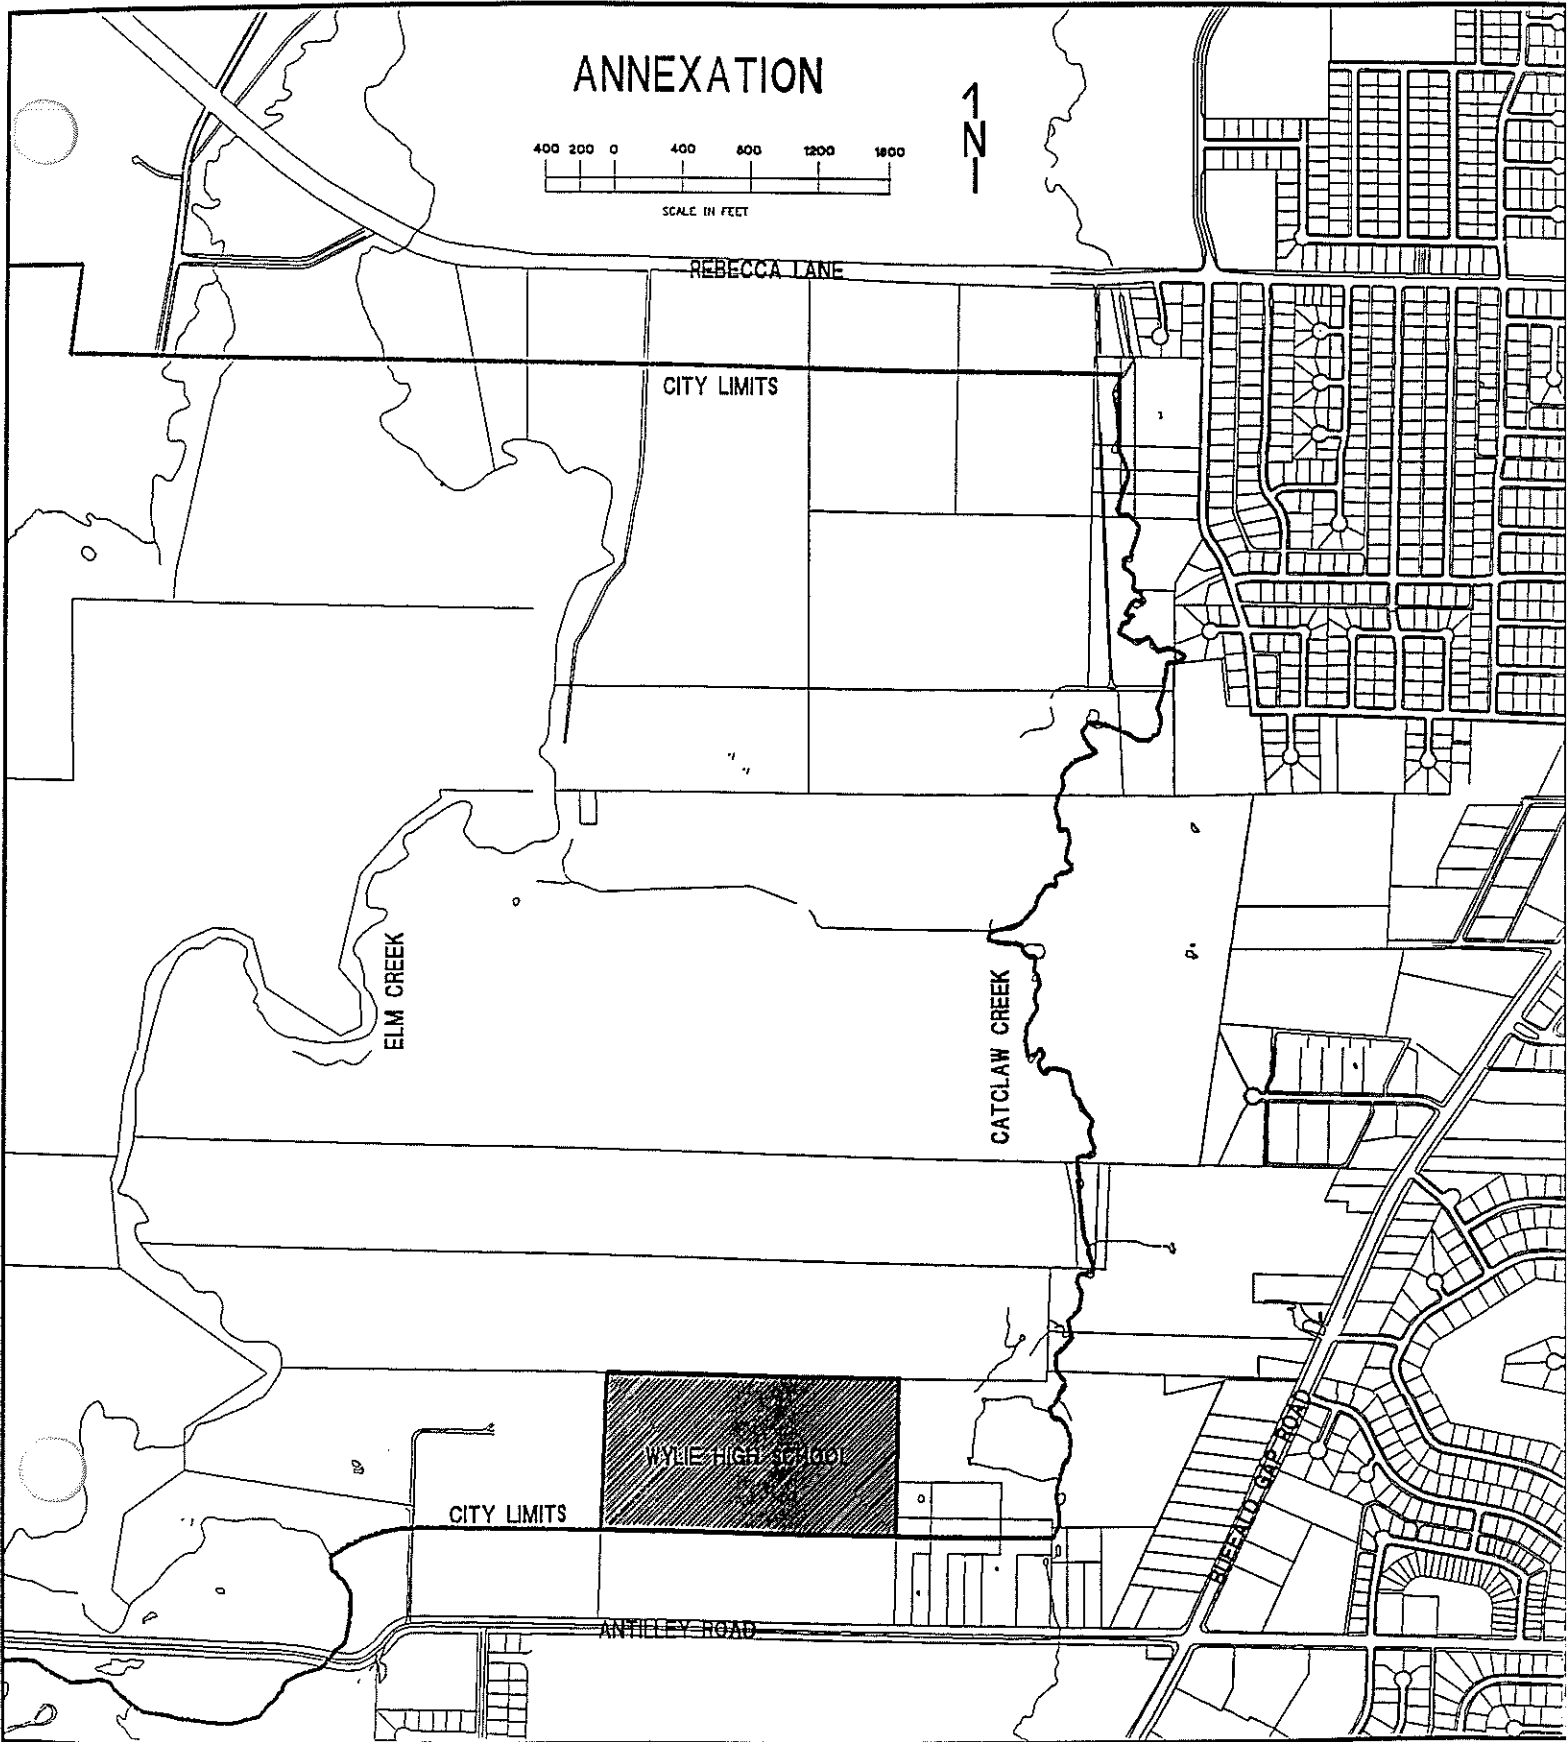 ANNEXATION
N
400 200 0 400 800 1200 1600
SCALE IN FEET
REBECCA LANE
CITY LIMITS
ELM CREEK
CATCLAW CREEK
WYLIE HIGH SCHOOL
CITY LIMITS
BUFFALO GAP ROAD
ANTILLEY ROAD